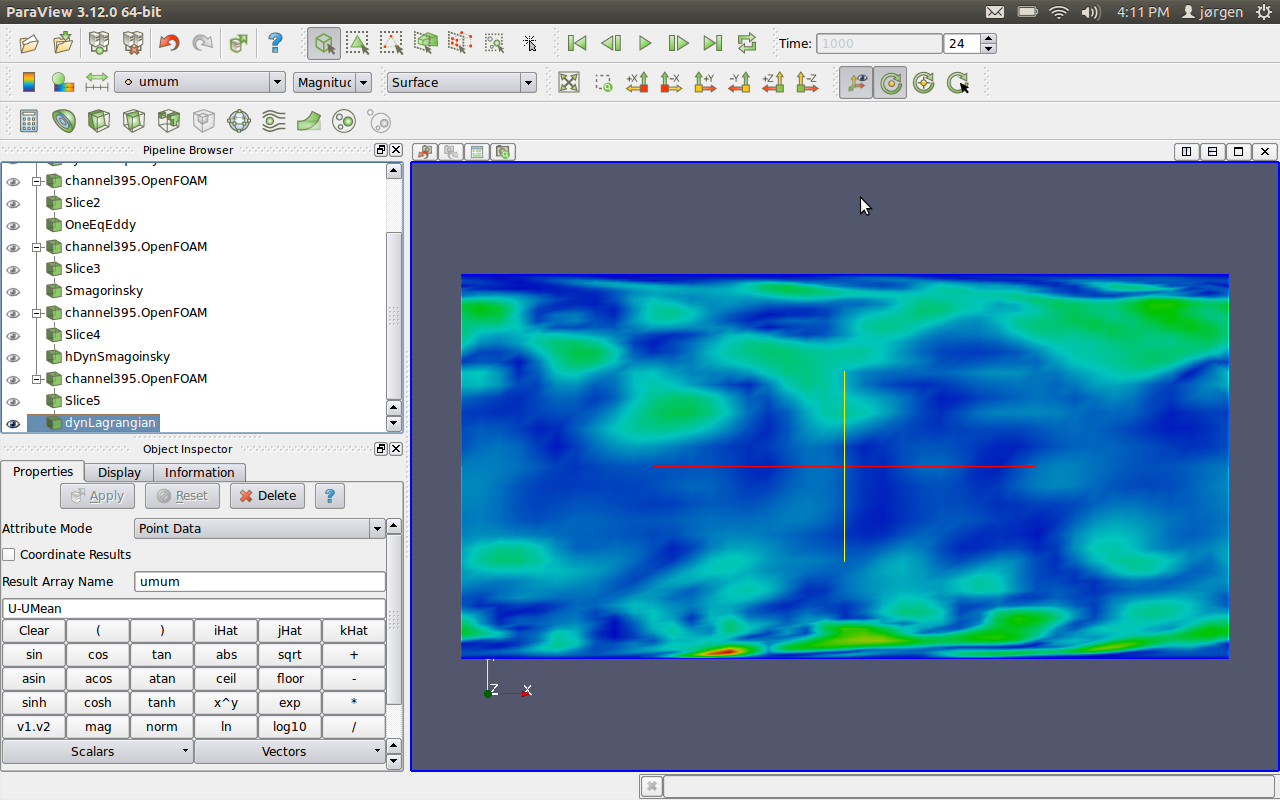 ParaView 3.12.0 64-bit
4:11 PM jørgen
Time: 1000 24
umum Magnitud Surface
Pipeline Browser
channel395.OpenFOAM
Slice2
OneEqEddy
channel395.OpenFOAM
Slice3
Smagorinsky
channel395.OpenFOAM
Slice4
hDynSmagoinsky
channel395.OpenFOAM
Slice5
dynLagrangian
Object Inspector
Properties Display Information
Apply Reset Delete ?
Attribute Mode Point Data
Coordinate Results
Result Array Name umum
U-UMean
Clear ( ) iHat jHat kHat
sin cos tan abs sqrt +
asin acos atan ceil floor -
sinh cosh tanh x^y exp *
v1.v2 mag norm ln log10 /
Scalars Vectors
+X -X +Y -Y +Z -Z
Z X